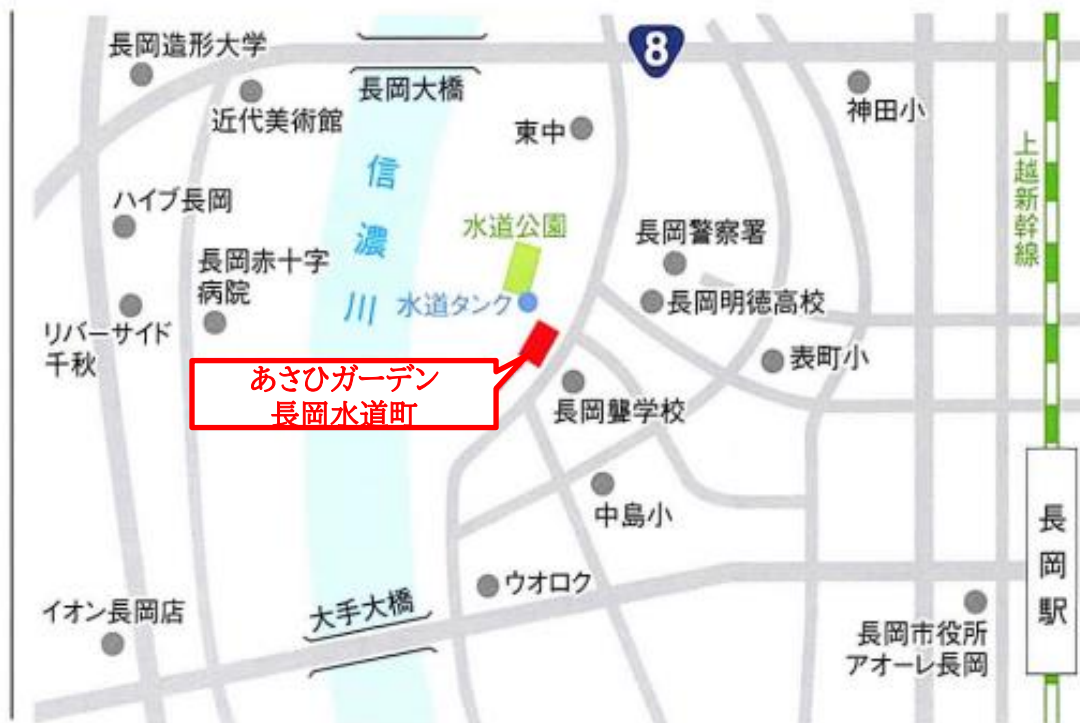 長岡造形大学
近代美術館
長岡大橋
8
東中
神田小
上越新幹線
信濃川
ハイブ長岡
水道公園
長岡警察署
長岡赤十字
病院
水道タンク
長岡明徳高校
リバーサイド
千秋
表町小
あさひガーデン
長岡水道町
長岡聾学校
中島小
長岡駅
ウオロク
イオン長岡店
大手大橋
長岡市役所
アオーレ長岡